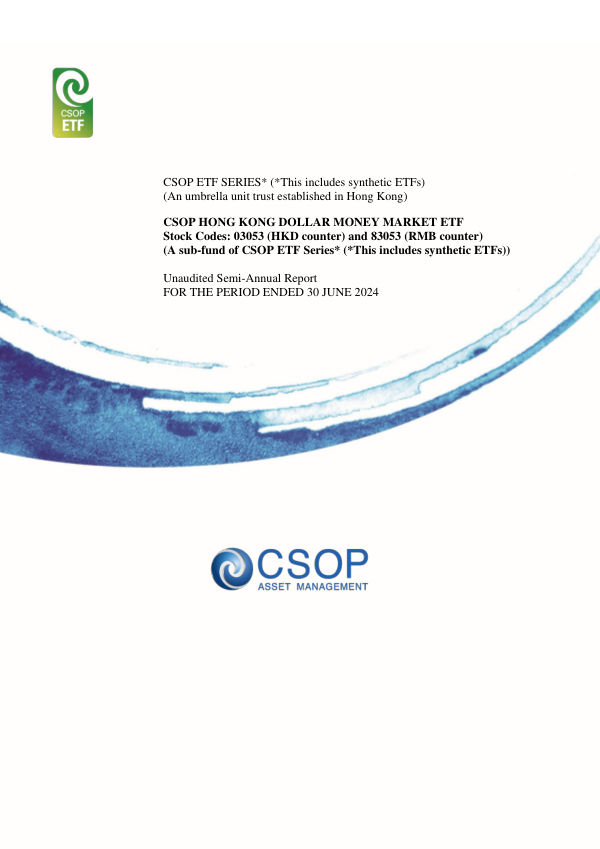 CSOP
ETF
CSOP ETF SERIES* (*This includes synthetic ETFs)
(An umbrella unit trust established in Hong Kong)
CSOP HONG KONG DOLLAR MONEY MARKET ETF
Stock Codes: 03053 (HKD counter) and 83053 (RMB counter)
(A sub-fund of CSOP ETF Series* (*This includes synthetic ETFs))
Unaudited Semi-Annual Report
FOR THE PERIOD ENDED 30 JUNE 2024
CSOP
ASSET MANAGEMENT